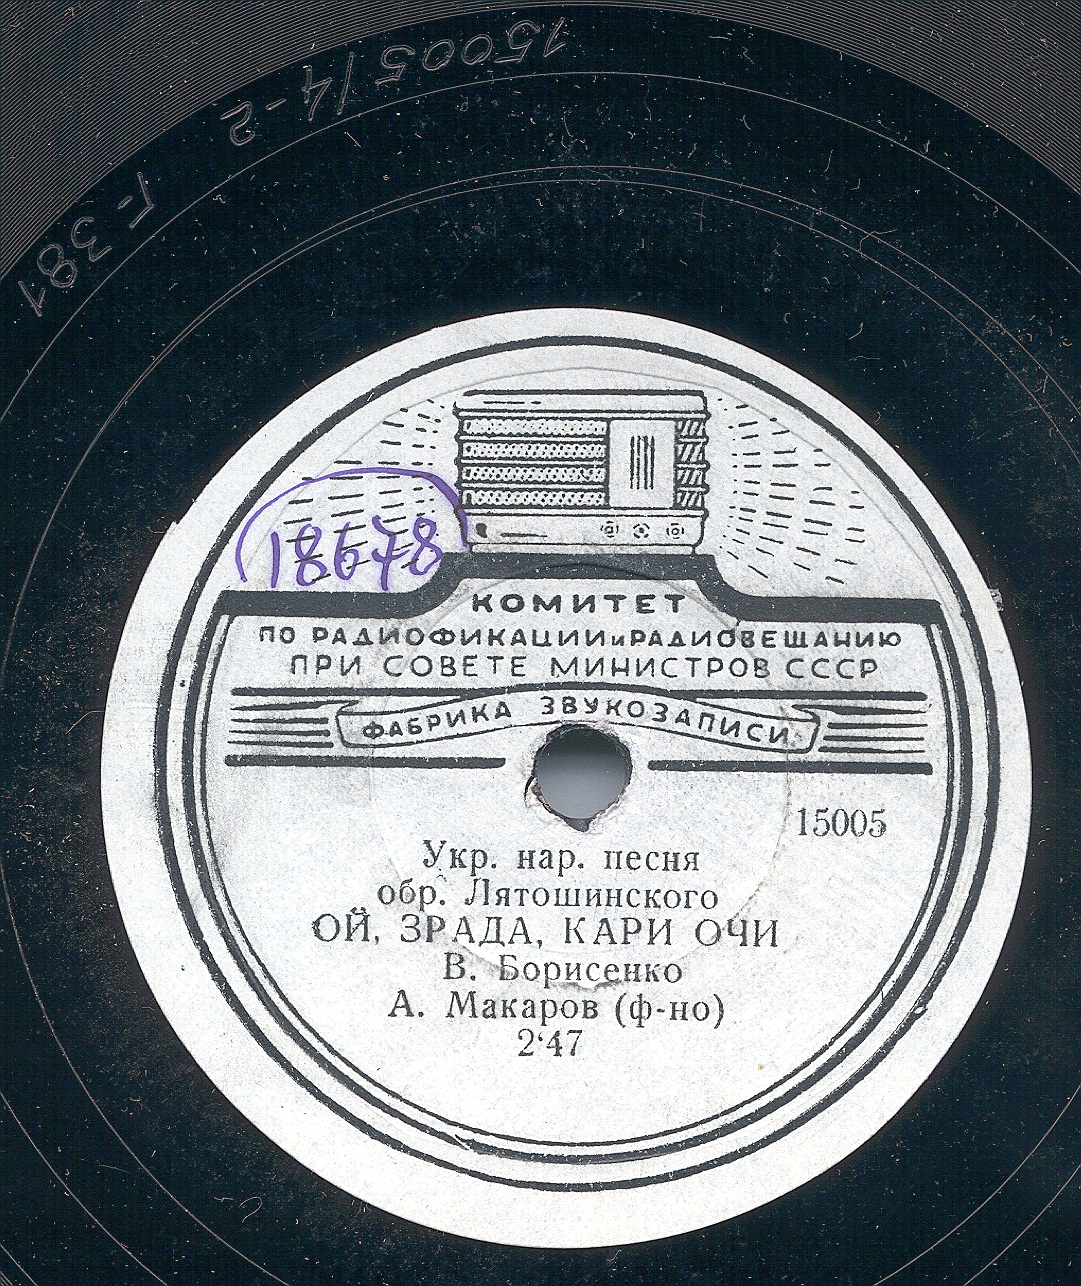 15005/4-2
Г-381
18648
КОМИТЕТ
ПО РАДИОФИКАЦИИ и РАДИОВЕЩАНИЮ
ПРИ СОВЕТЕ МИНИСТРОВ СССР
ФАБРИКА ЗВУКОЗАПИСИ
15005
Укр. нар. песня
обр. Лятошинского
ОЙ, ЗРАДА, КАРИ ОЧИ
В. Борисенко
А. Макаров (ф-но)
2‘47